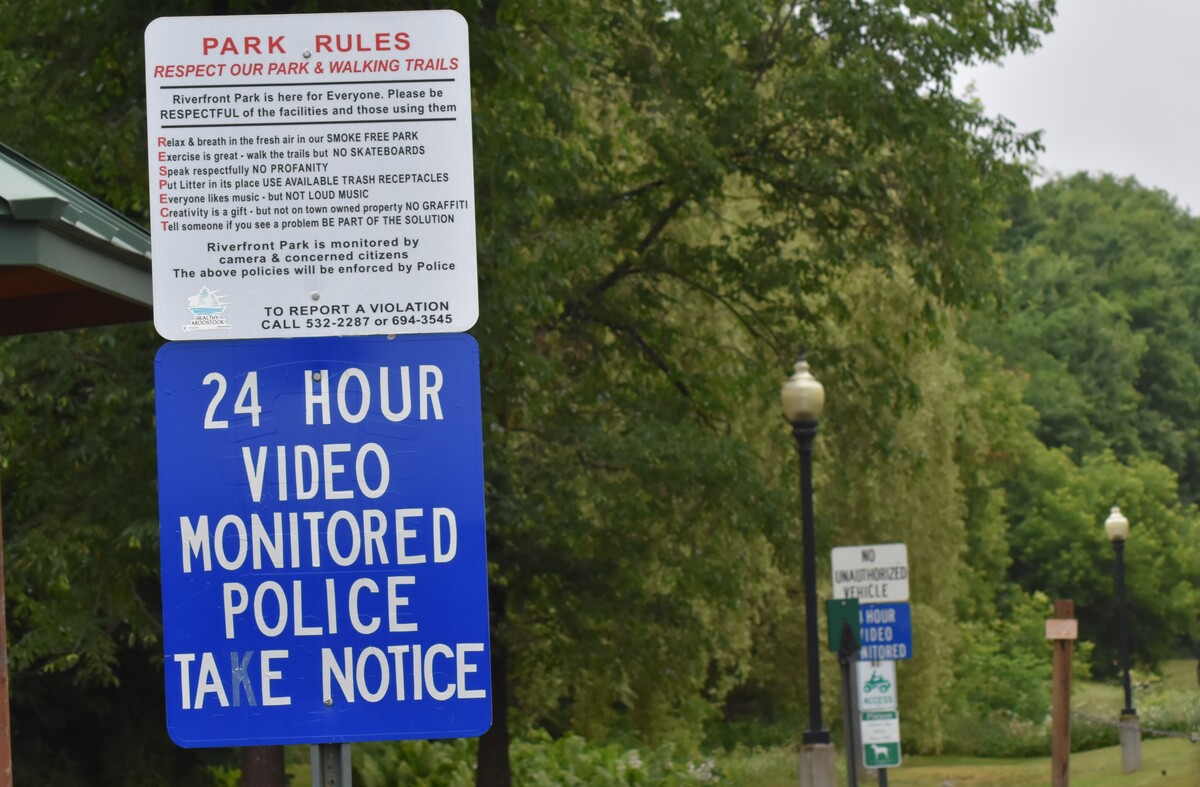 PARK RULES
RESPECT OUR PARK & WALKING TRAILS
Riverfront Park is here for Everyone. Please be
RESPECTFUL of the facilities and those using them
Relax & breath in the fresh air in our SMOKE FREE PARK
Exercise is great - walk the trails but NO SKATEBOARDS
Speak respectfully NO PROFANITY
Put Litter in its place USE AVAILABLE TRASH RECEPTACLES
Everyone likes music - but NOT LOUD MUSIC
Creativity is a gift - but not on town owned property NO GRAFFITI
Tell someone if you see a problem BE PART OF THE SOLUTION
Riverfront Park is monitored by
camera & concerned citizens
The above policies will be enforced by Police
HEALTHY
AROOSTOOK
TO REPORT A VIOLATION
CALL 532-2287 or 694-3545
24 HOUR
VIDEO
MONITORED
POLICE
TAKE NOTICE
NO
UNAUTHORIZED
VEHICLE
HOUR
VIDEO
NITORED
ACCESS
Please